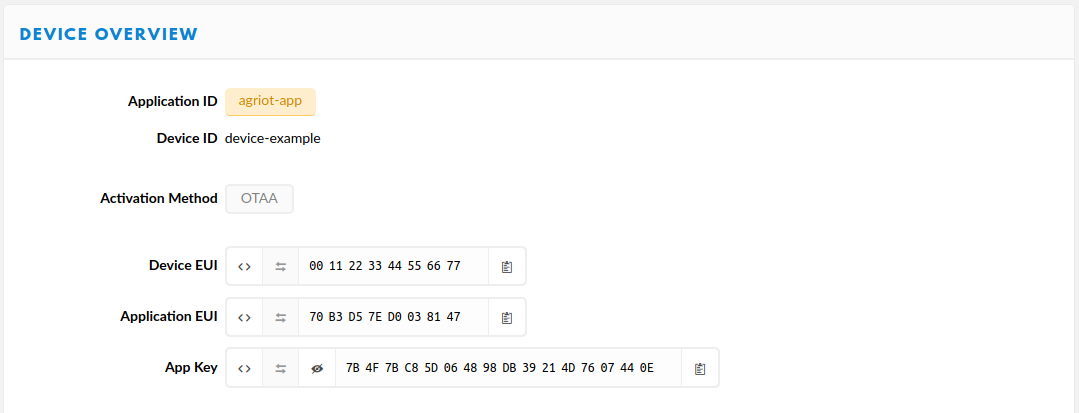 DEVICE OVERVIEW
Application ID agriot-app
Device ID device-example
Activation Method OTAA
Device EUI <> 00 11 22 33 44 55 66 77
Application EUI <> 70 B3 D5 7E D0 03 81 47
App Key <> 7B 4F 7B C8 5D 06 48 98 DB 39 21 4D 76 07 44 0E